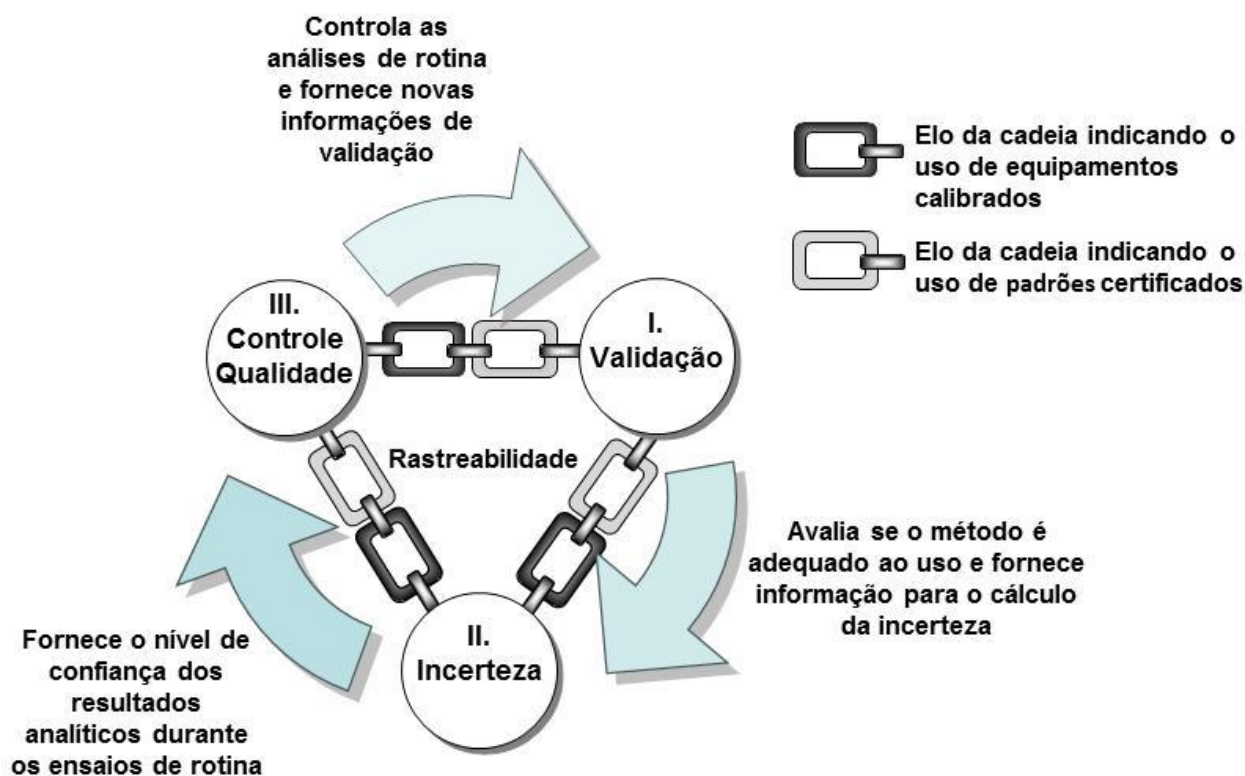 Controla as
análises de rotina
e fornece novas
informações de
validação
Elo da cadeia indicando o
uso de equipamentos
calibrados
Elo da cadeia indicando o
uso de padrões certificados
III.
Controle
Qualidade
I.
Validação
Rastreabilidade
Avalia se o método é
adequado ao uso e fornece
informação para o cálculo
da incerteza
II.
Incerteza
Fornece o nível de
confiança dos
resultados
analíticos durante
os ensaios de rotina